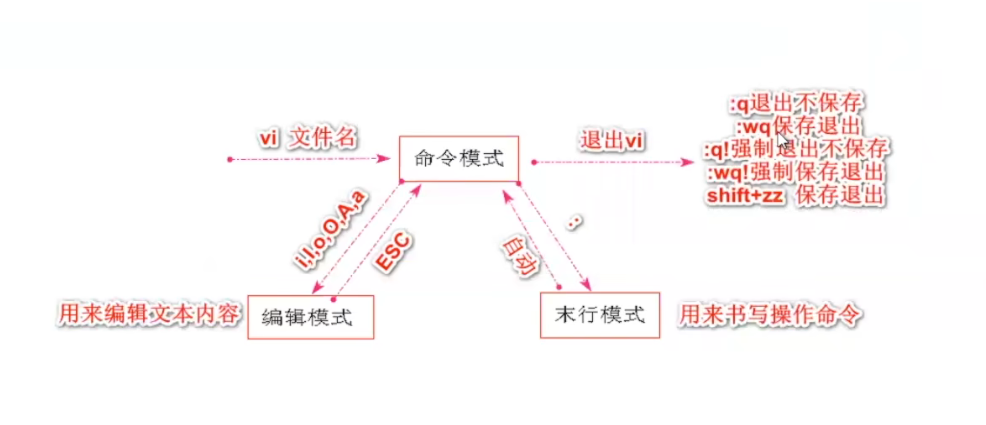 :q退出不保存
:wq保存退出
:q!强制退出不保存
:wq!强制保存退出
shift+zz 保存退出
vi 文件名
命令模式
退出vi
i,I,o,O,A,a
ESC
自动
:
用来编辑文本内容
编辑模式
末行模式
用来书写操作命令